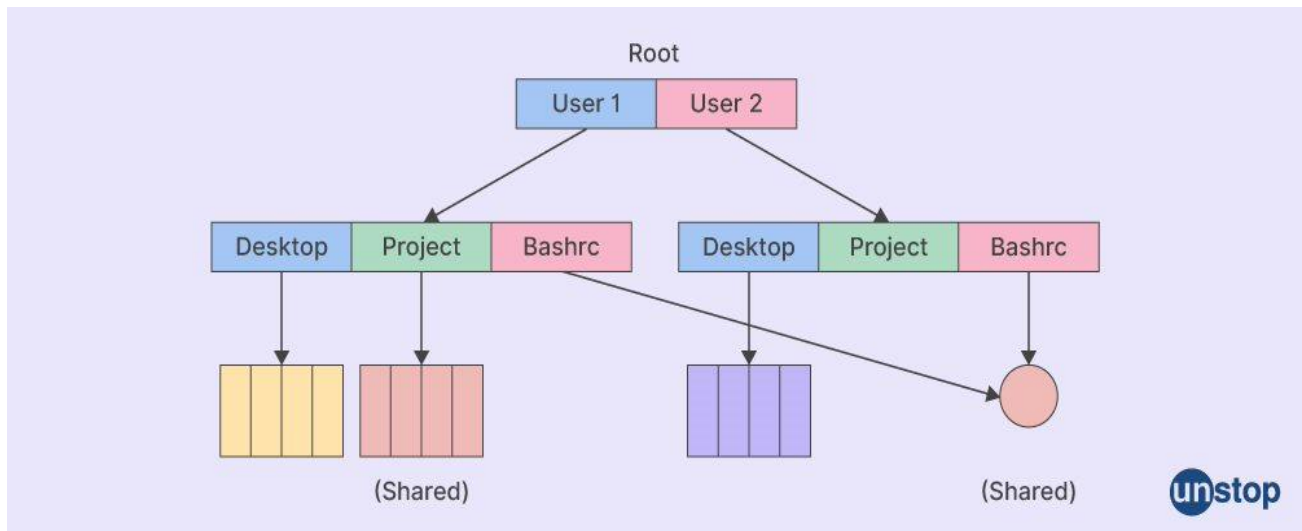 Root
User 1 User 2
Desktop Project Bashrc Desktop Project Bashrc
(Shared) (Shared)
unstop